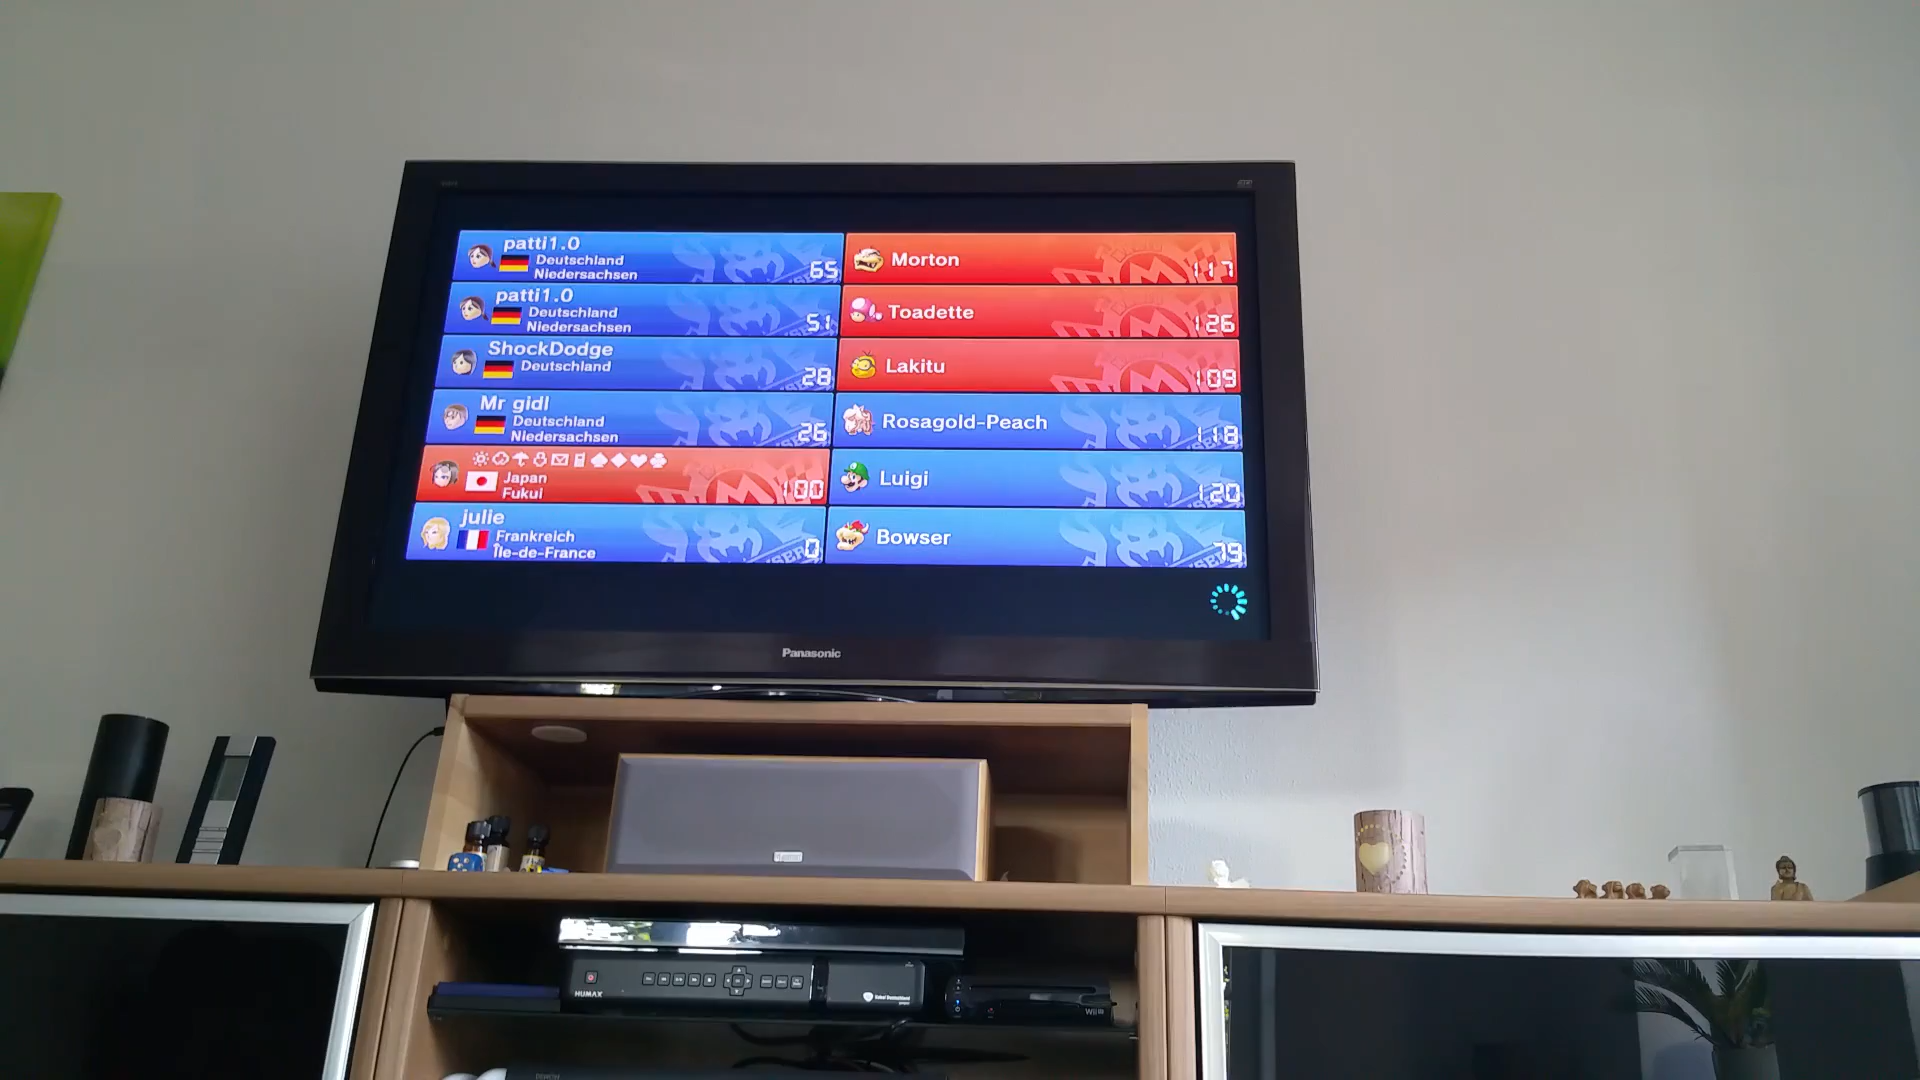 patti1.0
Deutschland
Niedersachsen
65
Morton
117
patti1.0
Deutschland
Niedersachsen
51
Toadette
126
ShockDodge
Deutschland
28
Lakitu
109
Mr gidl
Deutschland
Niedersachsen
26
Rosagold-Peach
118
Japan
Fukui
100
Luigi
120
julie
Frankreich
Île-de-France
0
Bowser
79
Panasonic
HUMAX
Wii U
DENON